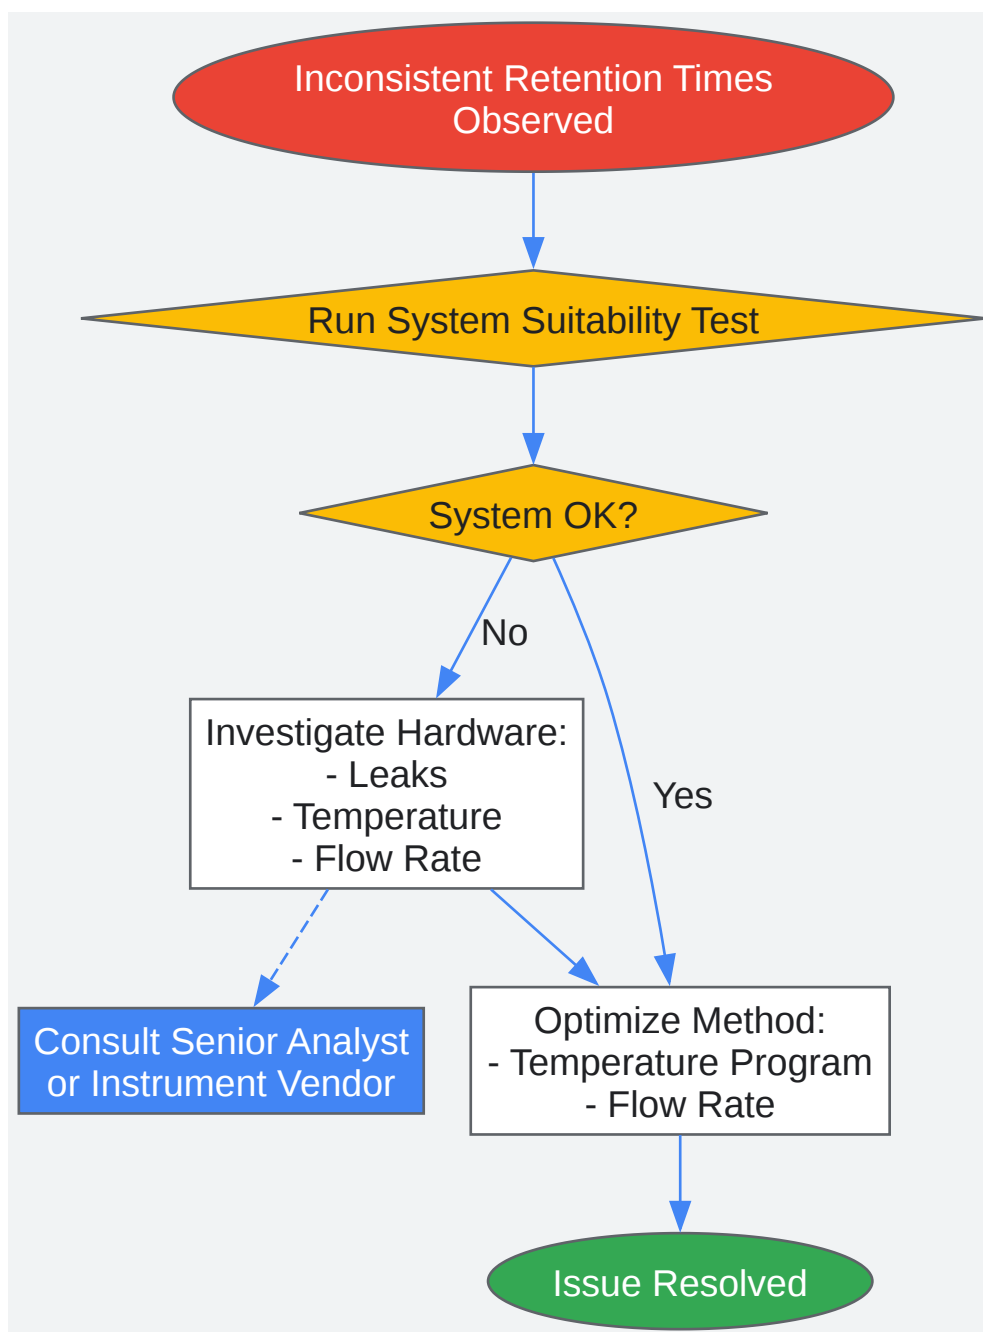 Inconsistent Retention Times
Observed
Run System Suitability Test
System OK?
No
Investigate Hardware:
- Leaks
- Temperature
- Flow Rate
Yes
Consult Senior Analyst
or Instrument Vendor
Optimize Method:
- Temperature Program
- Flow Rate
Issue Resolved